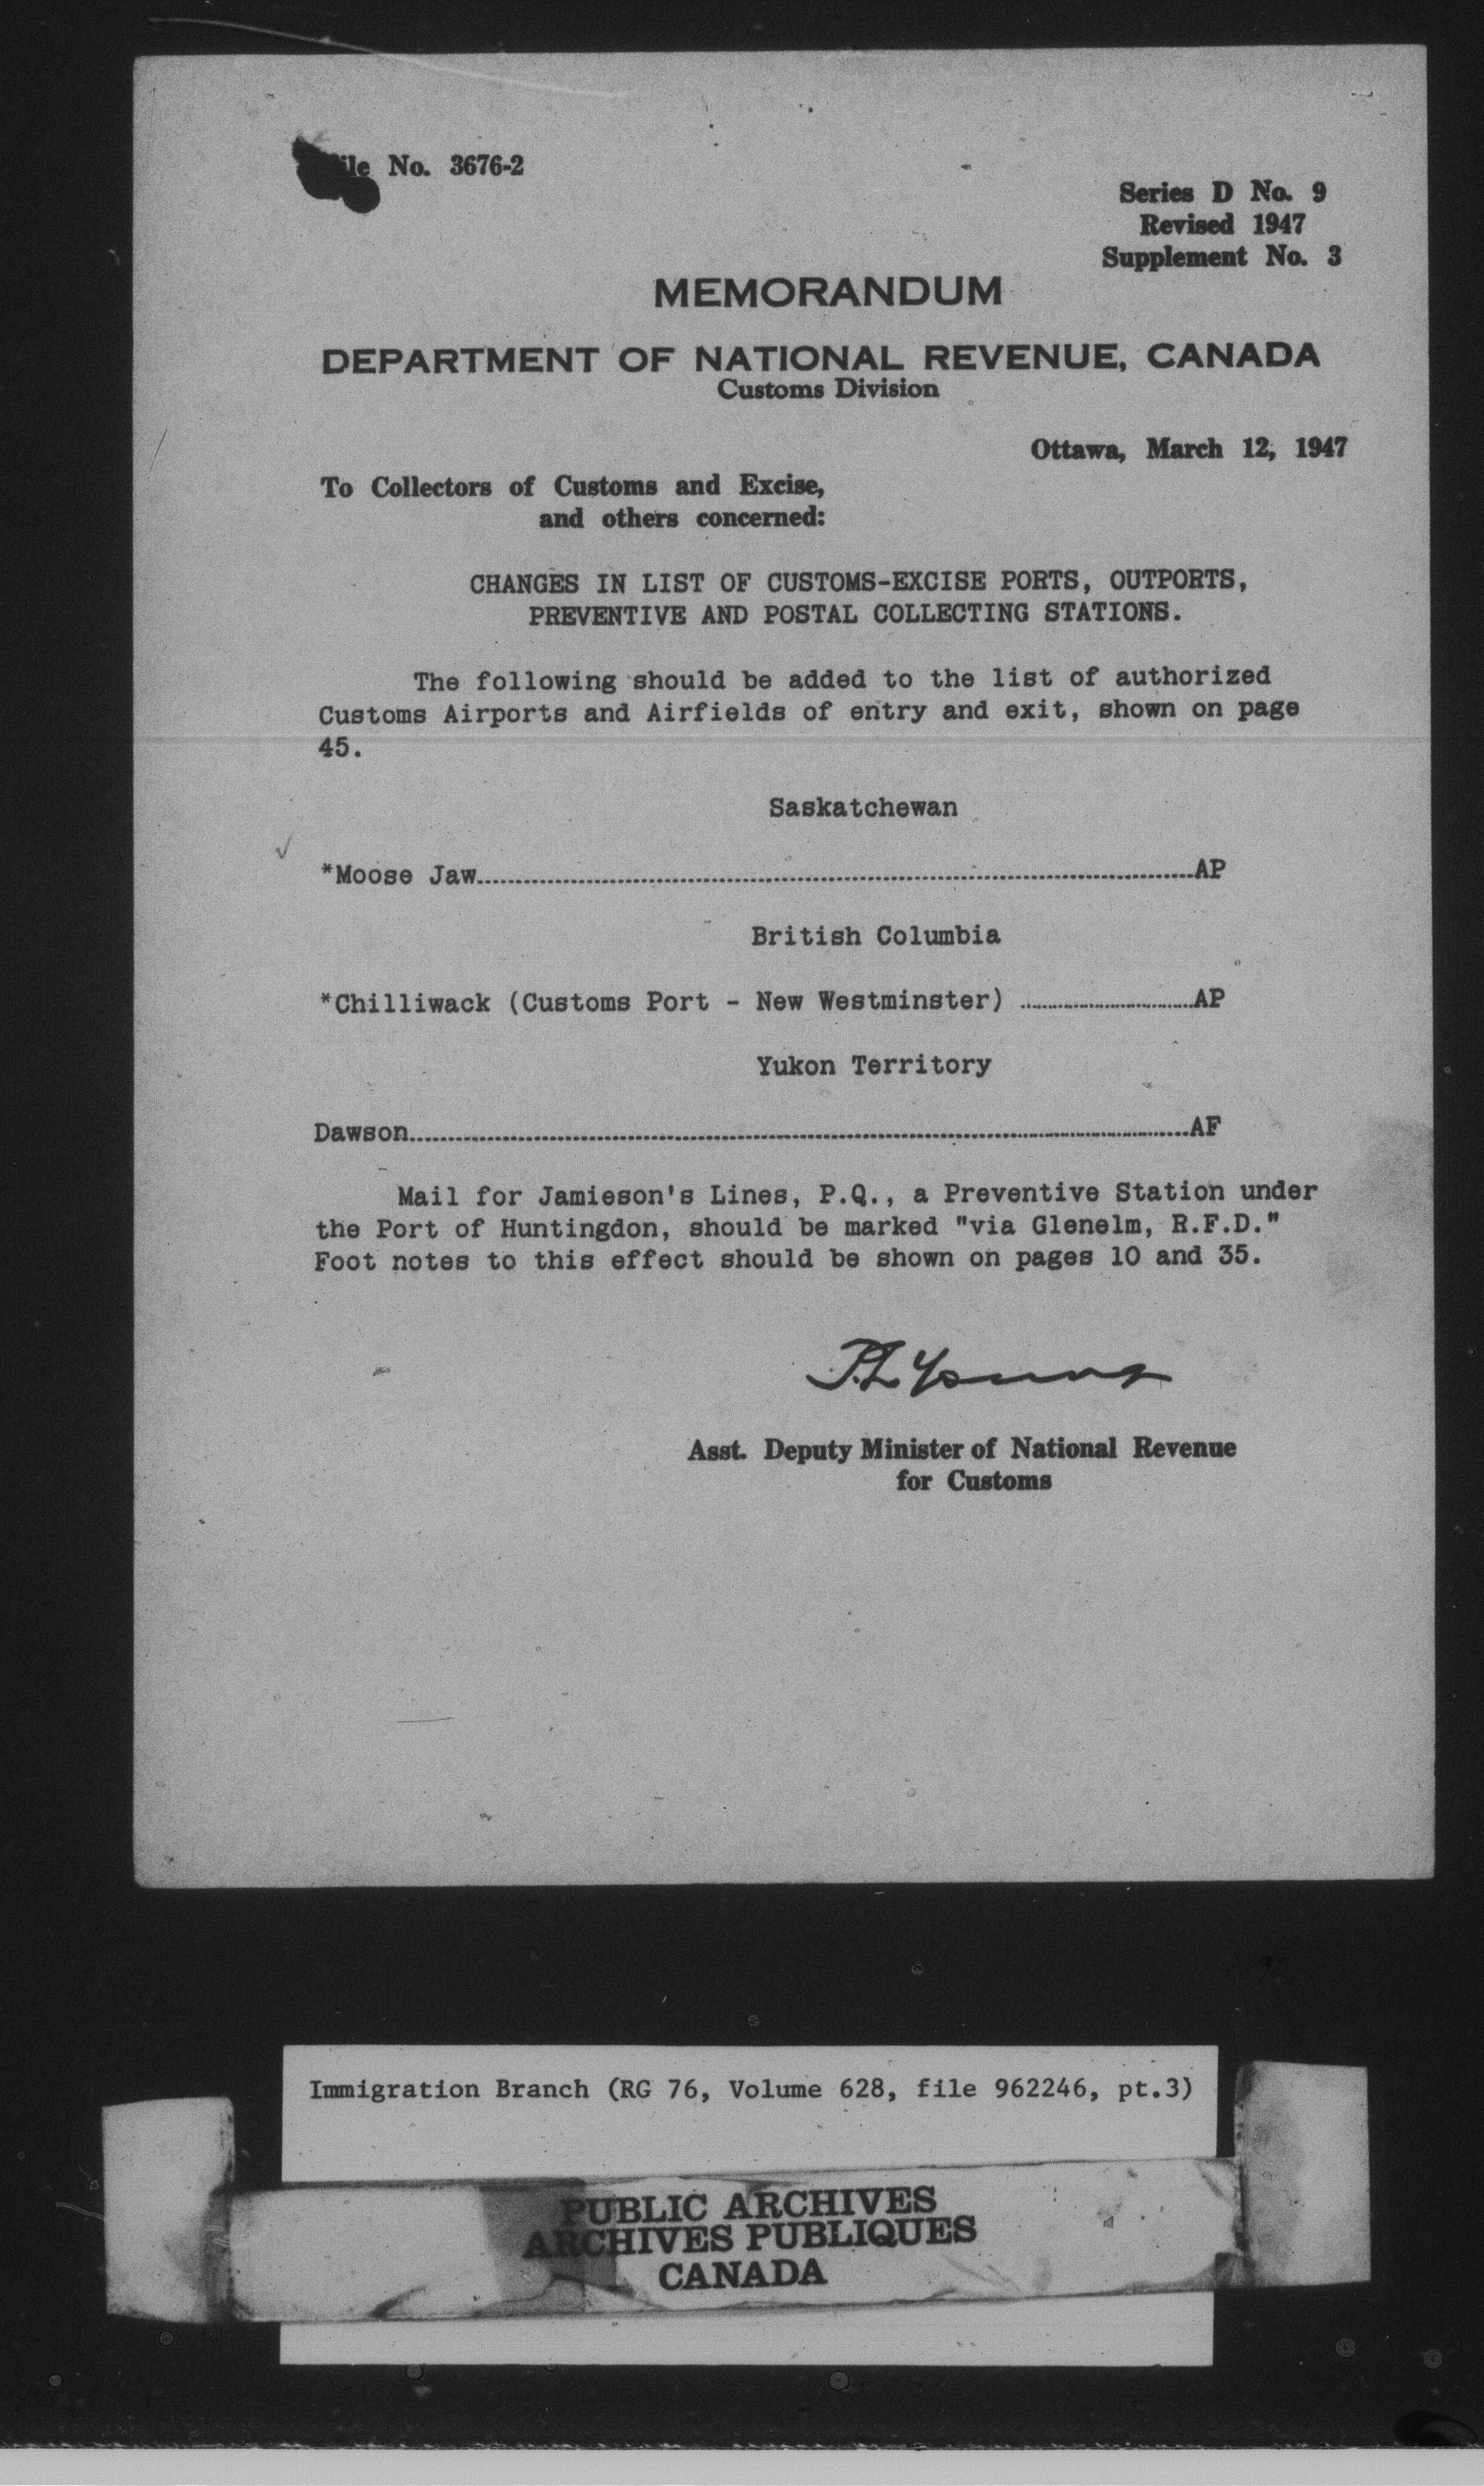 File No. 3676-2
Series D No. 9
Revised 1947
Supplement No. 3
MEMORANDUM
DEPARTMENT OF NATIONAL REVENUE, CANADA
Customs Division
Ottawa, March 12, 1947
To Collectors of Customs and Excise,
and others concerned:
CHANGES IN LIST OF CUSTOMS-EXCISE PORTS, OUTPORTS,
PREVENTIVE AND POSTAL COLLECTING STATIONS.
The following should be added to the list of authorized
Customs Airports and Airfields of entry and exit, shown on page
45.
Saskatchewan
*Moose Jaw..........AP
British Columbia
*Chilliwack (Customs Port - New Westminster) ..........AP
Yukon Territory
Dawson..........AF
Mail for Jamieson's Lines, P.Q., a Preventive Station under
the Port of Huntingdon, should be marked "via Glenelm, R.F.D."
Foot notes to this effect should be shown on pages 10 and 35.
Young
Asst. Deputy Minister of National Revenue
for Customs
Immigration Branch (RG 76, Volume 628, file 962246, pt.3)
PUBLIC ARCHIVES
ARCHIVES PUBLIQUES
CANADA